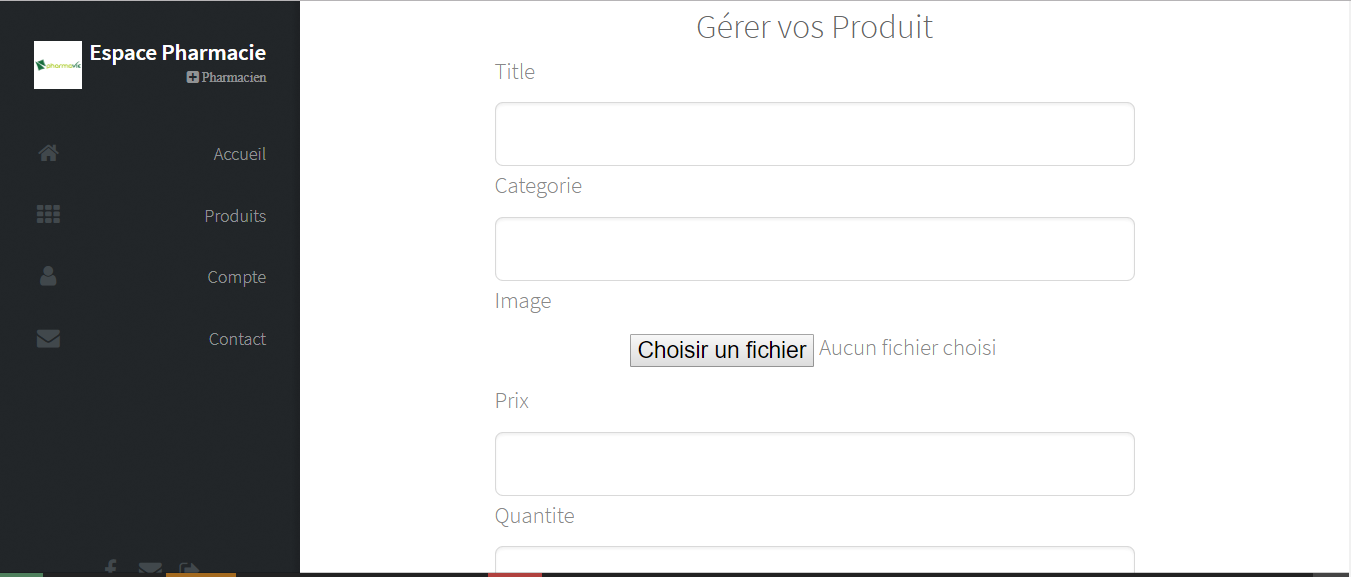 Gérer vos Produit
pharmavic
Espace Pharmacie
Pharmacien
Accueil
Produits
Compte
Contact
Title
Categorie
Image
Choisir un fichier Aucun fichier choisi
Prix
Quantite